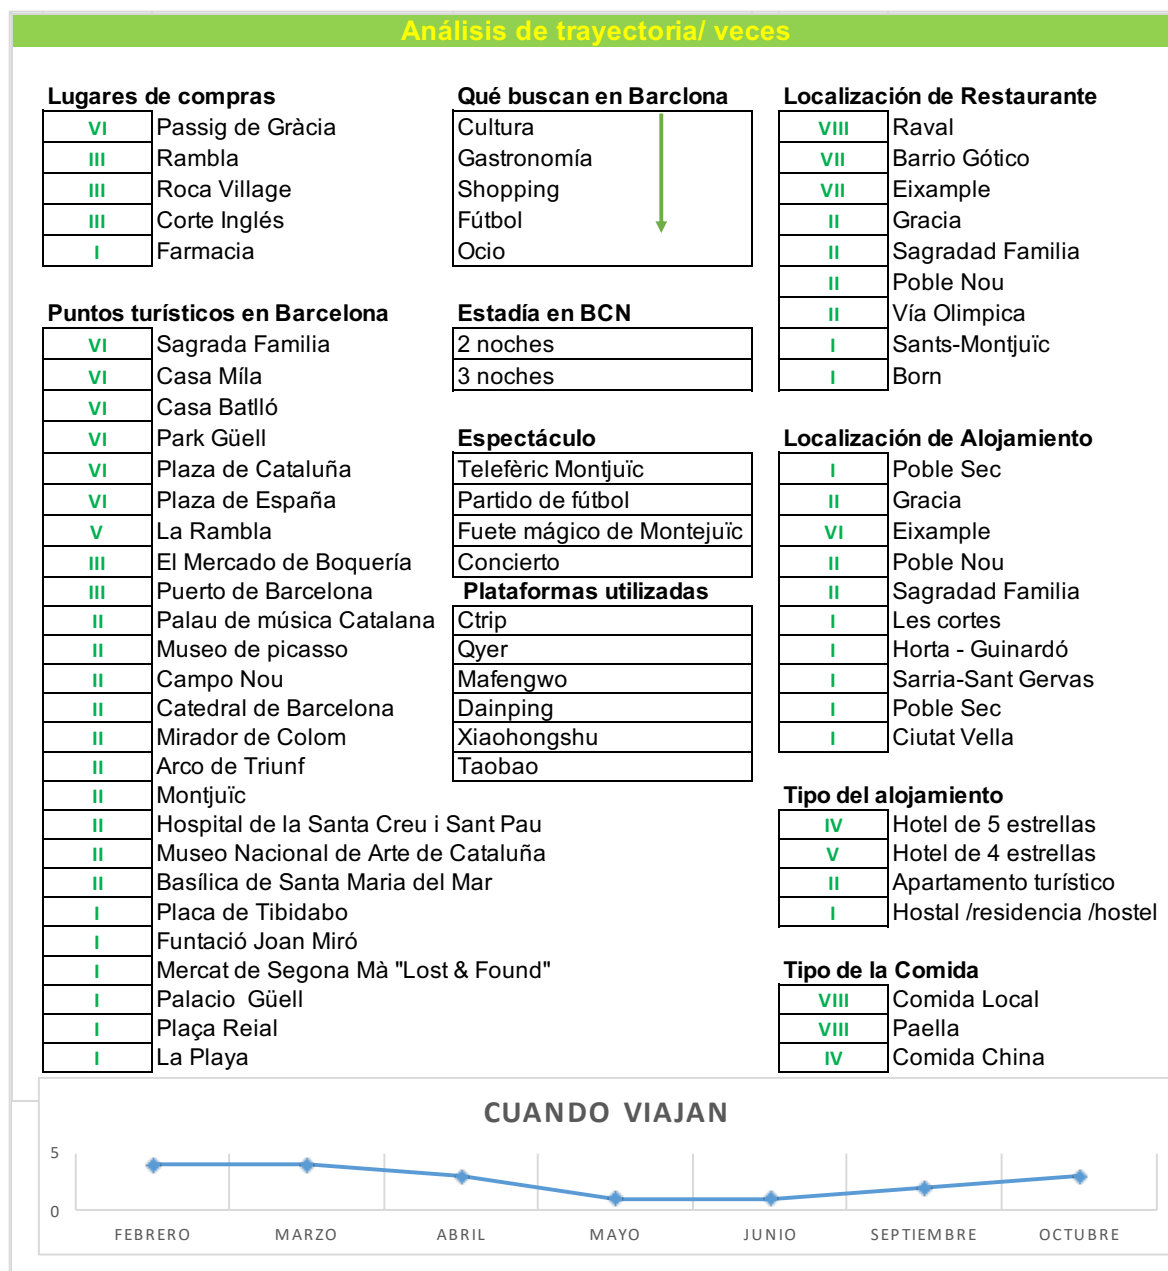 Análisis de trayectoria/ veces
Lugares de compras
VI Passig de Gràcia
III Rambla
III Roca Village
III Corte Inglés
I Farmacia
Puntos turísticos en Barcelona
VI Sagrada Familia
VI Casa Míla
VI Casa Batlló
VI Park Güell
VI Plaza de Cataluña
VI Plaza de España
V La Rambla
III El Mercado de Boquería
III Puerto de Barcelona
II Palau de música Catalana
II Museo de picasso
II Campo Nou
II Catedral de Barcelona
II Mirador de Colom
II Arco de Triunf
II Montjuïc
II Hospital de la Santa Creu i Sant Pau
II Museo Nacional de Arte de Cataluña
II Basílica de Santa Maria del Mar
I Placa de Tibidabo
I Funtació Joan Miró
I Mercat de Segona Mà "Lost & Found"
I Palacio Güell
I Plaça Reial
I La Playa
Qué buscan en Barclona
Cultura
Gastronomía
Shopping
Fútbol
Ocio
Estadía en BCN
2 noches
3 noches
Espectáculo
Telefèric Montjuïc
Partido de fútbol
Fuete mágico de Montejuïc
Concierto
Plataformas utilizadas
Ctrip
Qyer
Mafengwo
Dainping
Xiaohongshu
Taobao
Localización de Restaurante
VIII Raval
VII Barrio Gótico
VII Eixample
II Gracia
II Sagradad Familia
II Poble Nou
II Vía Olimpica
I Sants-Montjuïc
I Born
Localización de Alojamiento
I Poble Sec
II Gracia
VI Eixample
II Poble Nou
II Sagradad Familia
I Les cortes
I Horta - Guinardó
I Sarria-Sant Gervas
I Poble Sec
I Ciutat Vella
Tipo del alojamiento
IV Hotel de 5 estrellas
V Hotel de 4 estrellas
II Apartamento turístico
I Hostal /residencia /hostel
Tipo de la Comida
VIII Comida Local
VIII Paella
IV Comida China
CUANDO VIAJAN
5
0
FEBRERO MARZO ABRIL MAYO JUNIO SEPTIEMBRE OCTUBRE